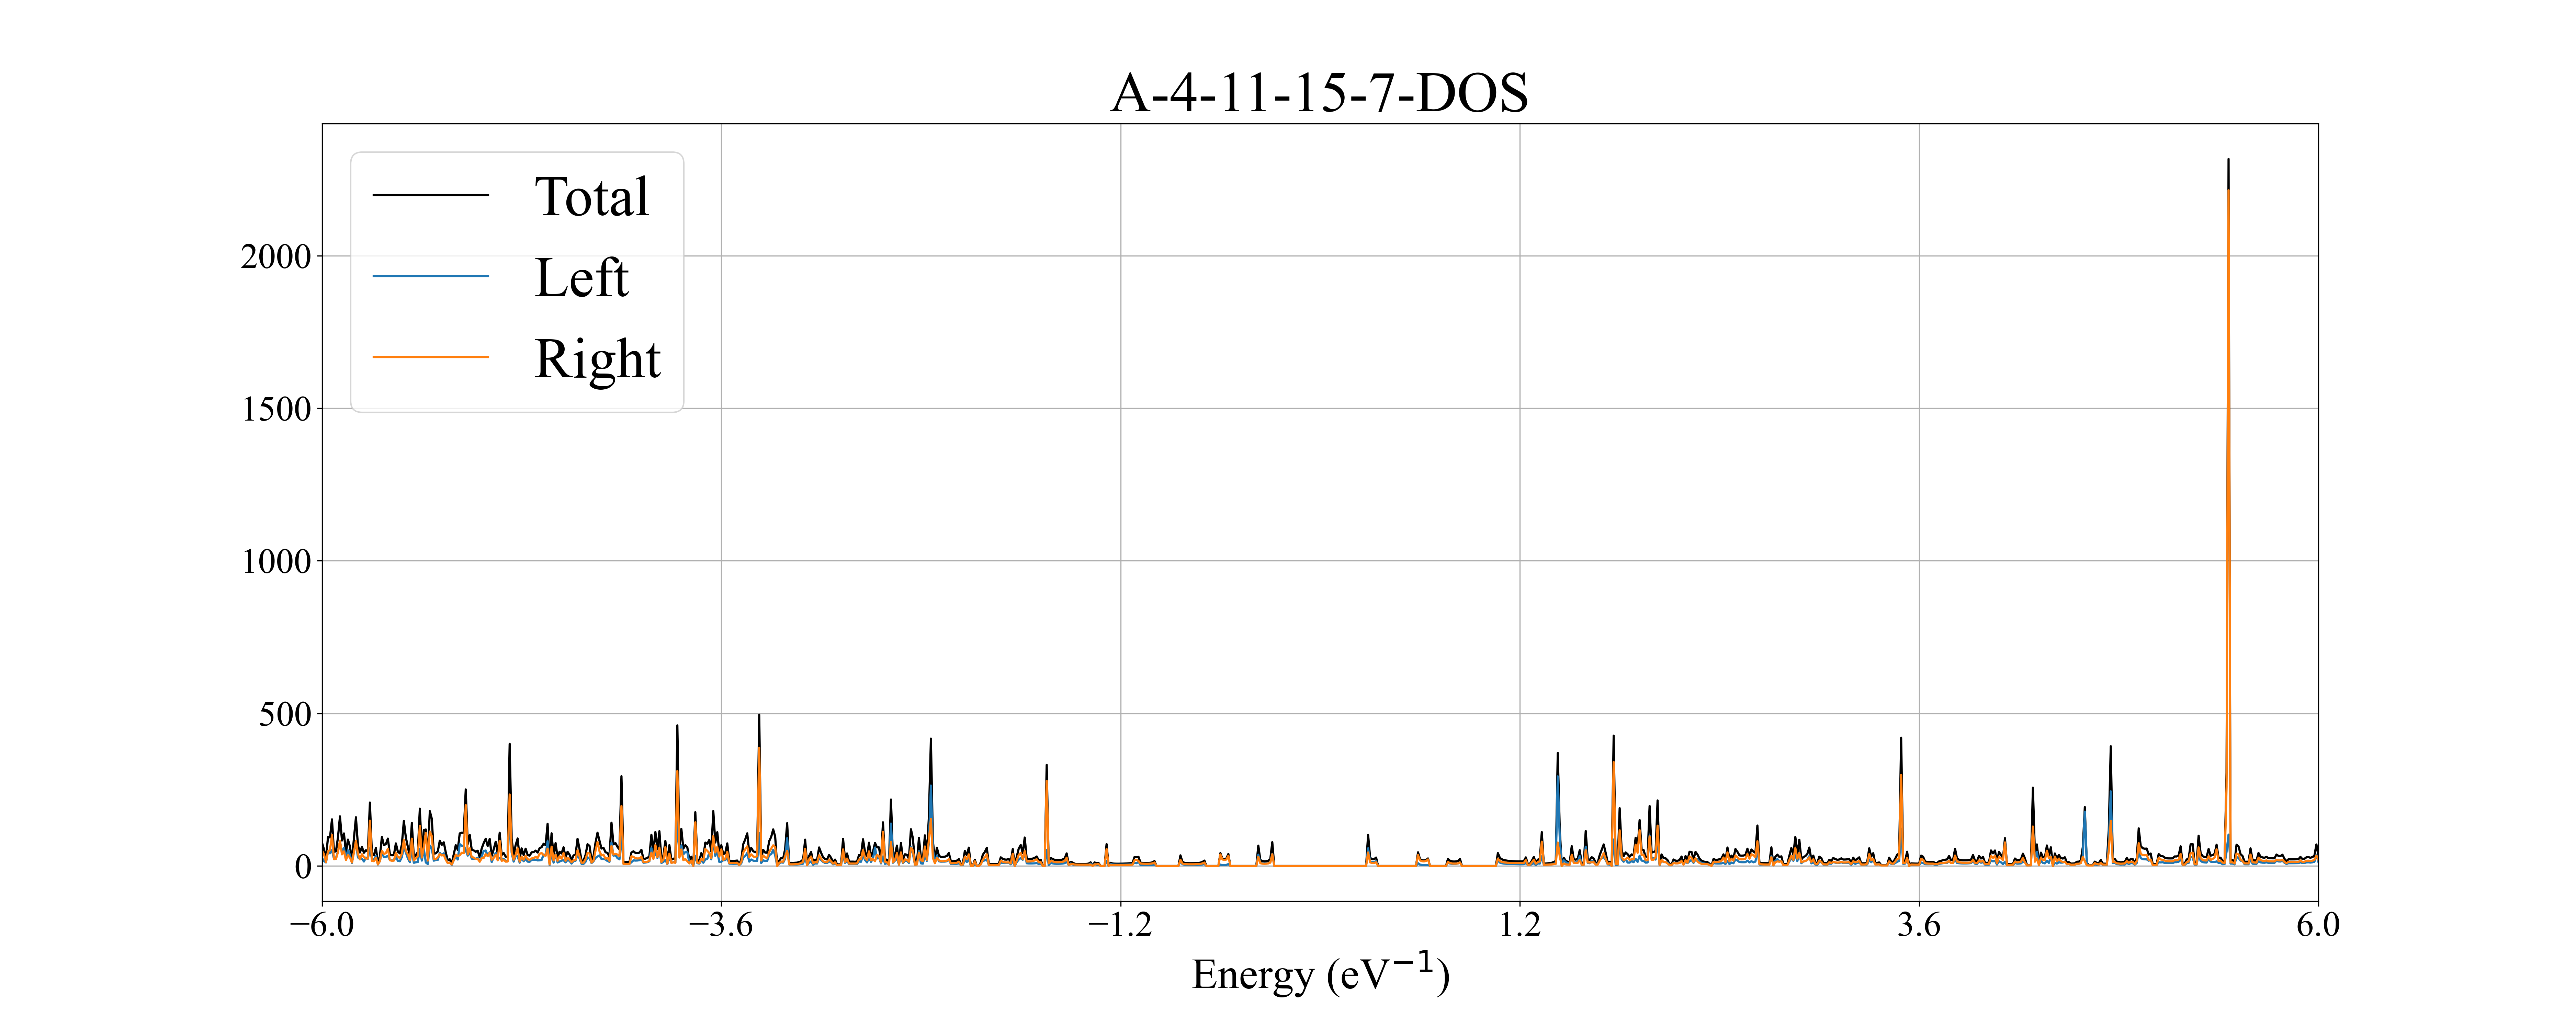 A-4-11-15-7-DOS
Total
Left
Right
2000
1500
1000
500
0
−6.0 −3.6 −1.2 1.2 3.6 6.0
Energy (eV⁻¹)